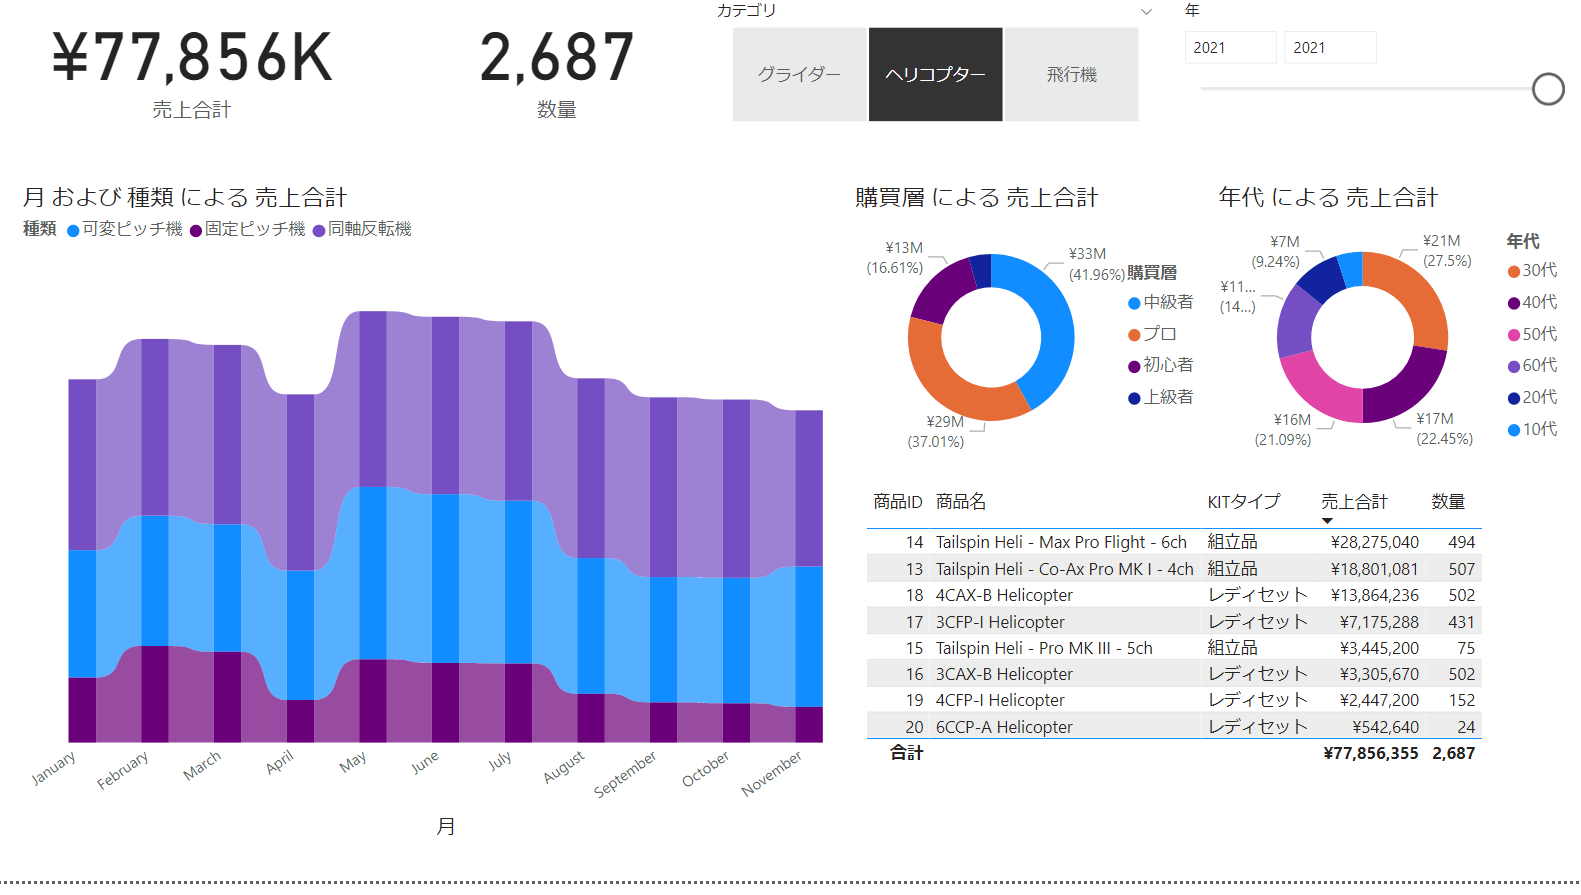 ¥77,856K
売上合計
2,687
数量
カテゴリ
グライダー
ヘリコプター
飛行機
年
2021 2021
月 および 種類 による 売上合計
種類 可変ピッチ機 固定ピッチ機 同軸反転機
January February March April May June July August September October November
月
購買層 による 売上合計
¥13M
(16.61%)
¥33M
(41.96%)
¥29M
(37.01%)
購買層
中級者
プロ
初心者
上級者
年代 による 売上合計
¥7M
(9.24%)
¥21M
(27.5%)
¥11...
(14...)
¥16M
(21.09%)
¥17M
(22.45%)
年代
30代
40代
50代
60代
20代
10代
商品ID 商品名 KITタイプ 売上合計 数量
14 Tailspin Heli - Max Pro Flight - 6ch 組立品 ¥28,275,040 494
13 Tailspin Heli - Co-Ax Pro MK I - 4ch 組立品 ¥18,801,081 507
18 4CAX-B Helicopter レディセット ¥13,864,236 502
17 3CFP-I Helicopter レディセット ¥7,175,288 431
15 Tailspin Heli - Pro MK III - 5ch 組立品 ¥3,445,200 75
16 3CAX-B Helicopter レディセット ¥3,305,670 502
19 4CFP-I Helicopter レディセット ¥2,447,200 152
20 6CCP-A Helicopter レディセット ¥542,640 24
合計 ¥77,856,355 2,687